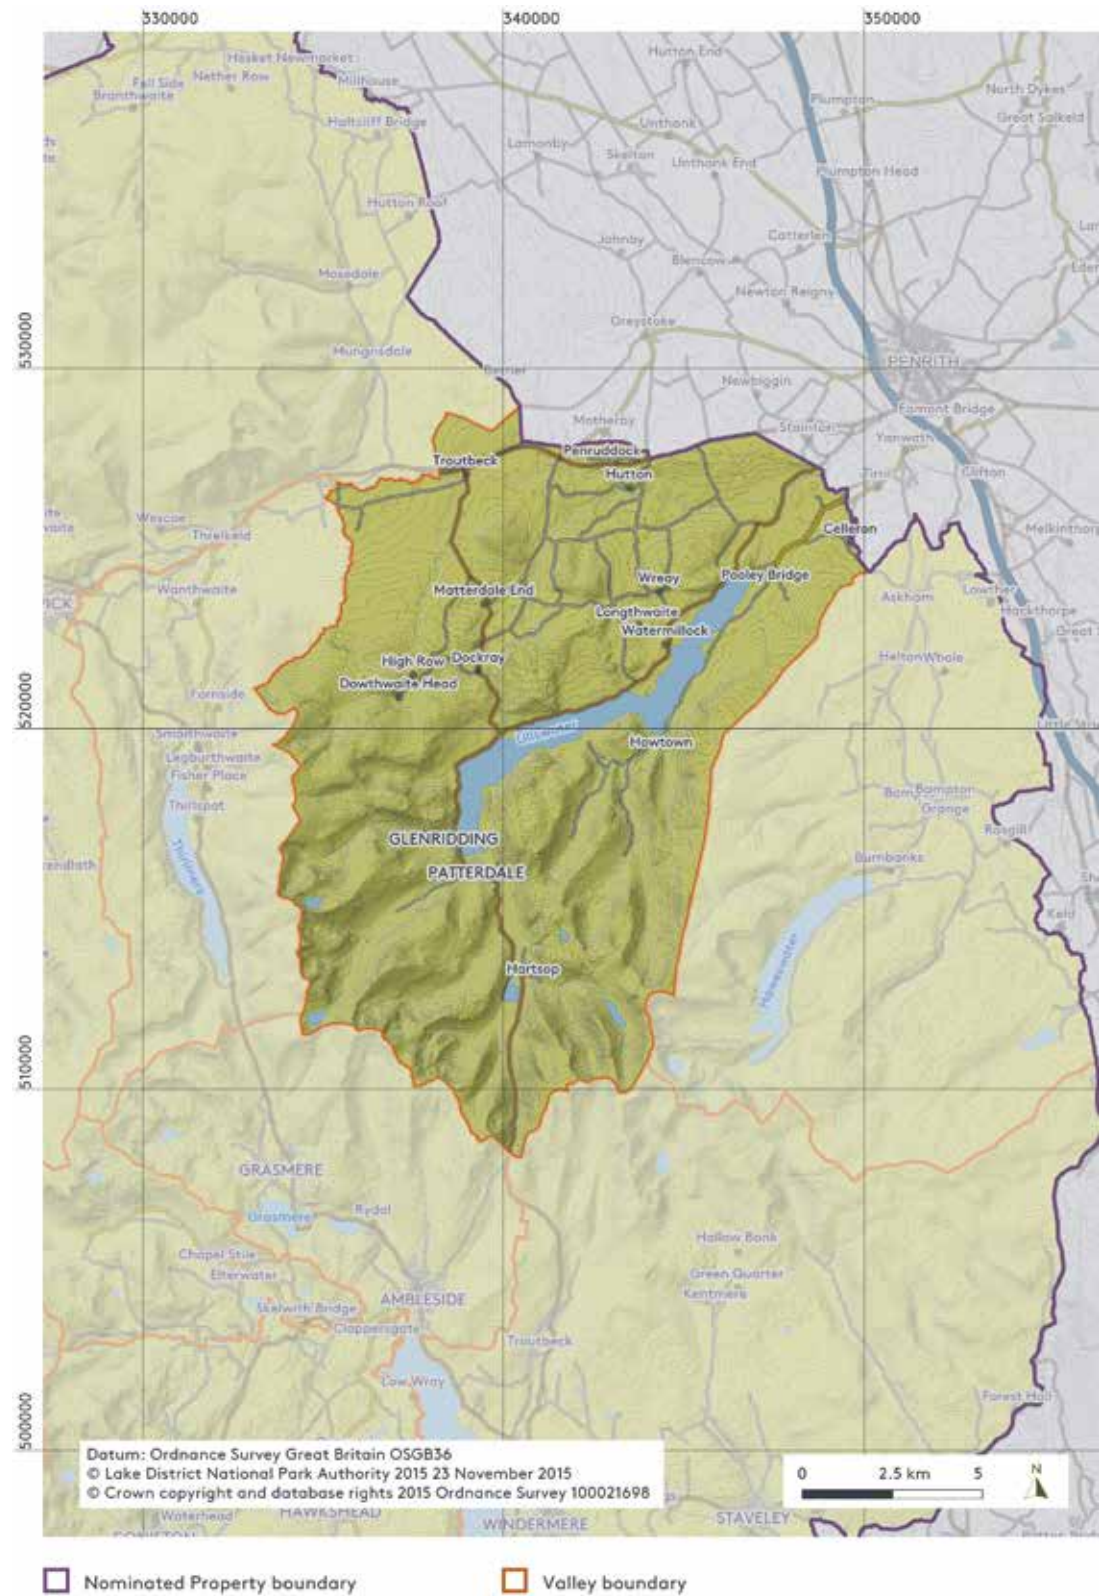 330000
340000
350000
Hutton End
Hesket Newmarket
Millhouse
Fell Side
Nether Row
Branthwaite
North Dykes
Plumpton
Great Salkeld
Haltcliff Bridge
Unthank
Lamonby
Skelton
Unthank End
Plumpton Head
Hutton Roof
Johnby
Catterlen
Blencow
Mosedale
Newton Reigny
Greystoke
530000
Mungrisdale
PENRITH
Berrier
Newbiggin
Motherby
Eamont Bridge
Stainton
Yanwath
Penruddock
Troutbeck
Hutton
Tirril
Clifton
Wescoe
Threlkeld
Celleron
Melkinthorpe
Wreay
Pooley Bridge
Wanthwaite
Matterdale End
Askham
Lowther
Hackthorpe
Longthwaite
Watermillock
High Row
Dockray
Helton
Whale
Dowthwaite Head
Fornside
520000
Ullswater
Smaithwaite
Howtown
Legburthwaite
Fisher Place
Thirlspot
Bampton
Grange
GLENRIDDING
Rosgill
Thirlmere
Burnbanks
PATTERDALE
Keld
Haweswater
Hartsop
510000
GRASMERE
Grasmere
Rydal
Chapel Stile
Elterwater
Hallow Bank
Green Quarter
Kentmere
Skelwith Bridge
AMBLESIDE
Clappersgate
Troutbeck
Low Wray
Forest Hall
500000
Datum: Ordnance Survey Great Britain OSGB36
© Lake District National Park Authority 2015 23 November 2015
© Crown copyright and database rights 2015 Ordnance Survey 100021698
0 2.5 km 5
N
Waterhead
HAWKSHEAD
WINDERMERE
STAVELEY
Nominated Property boundary
Valley boundary